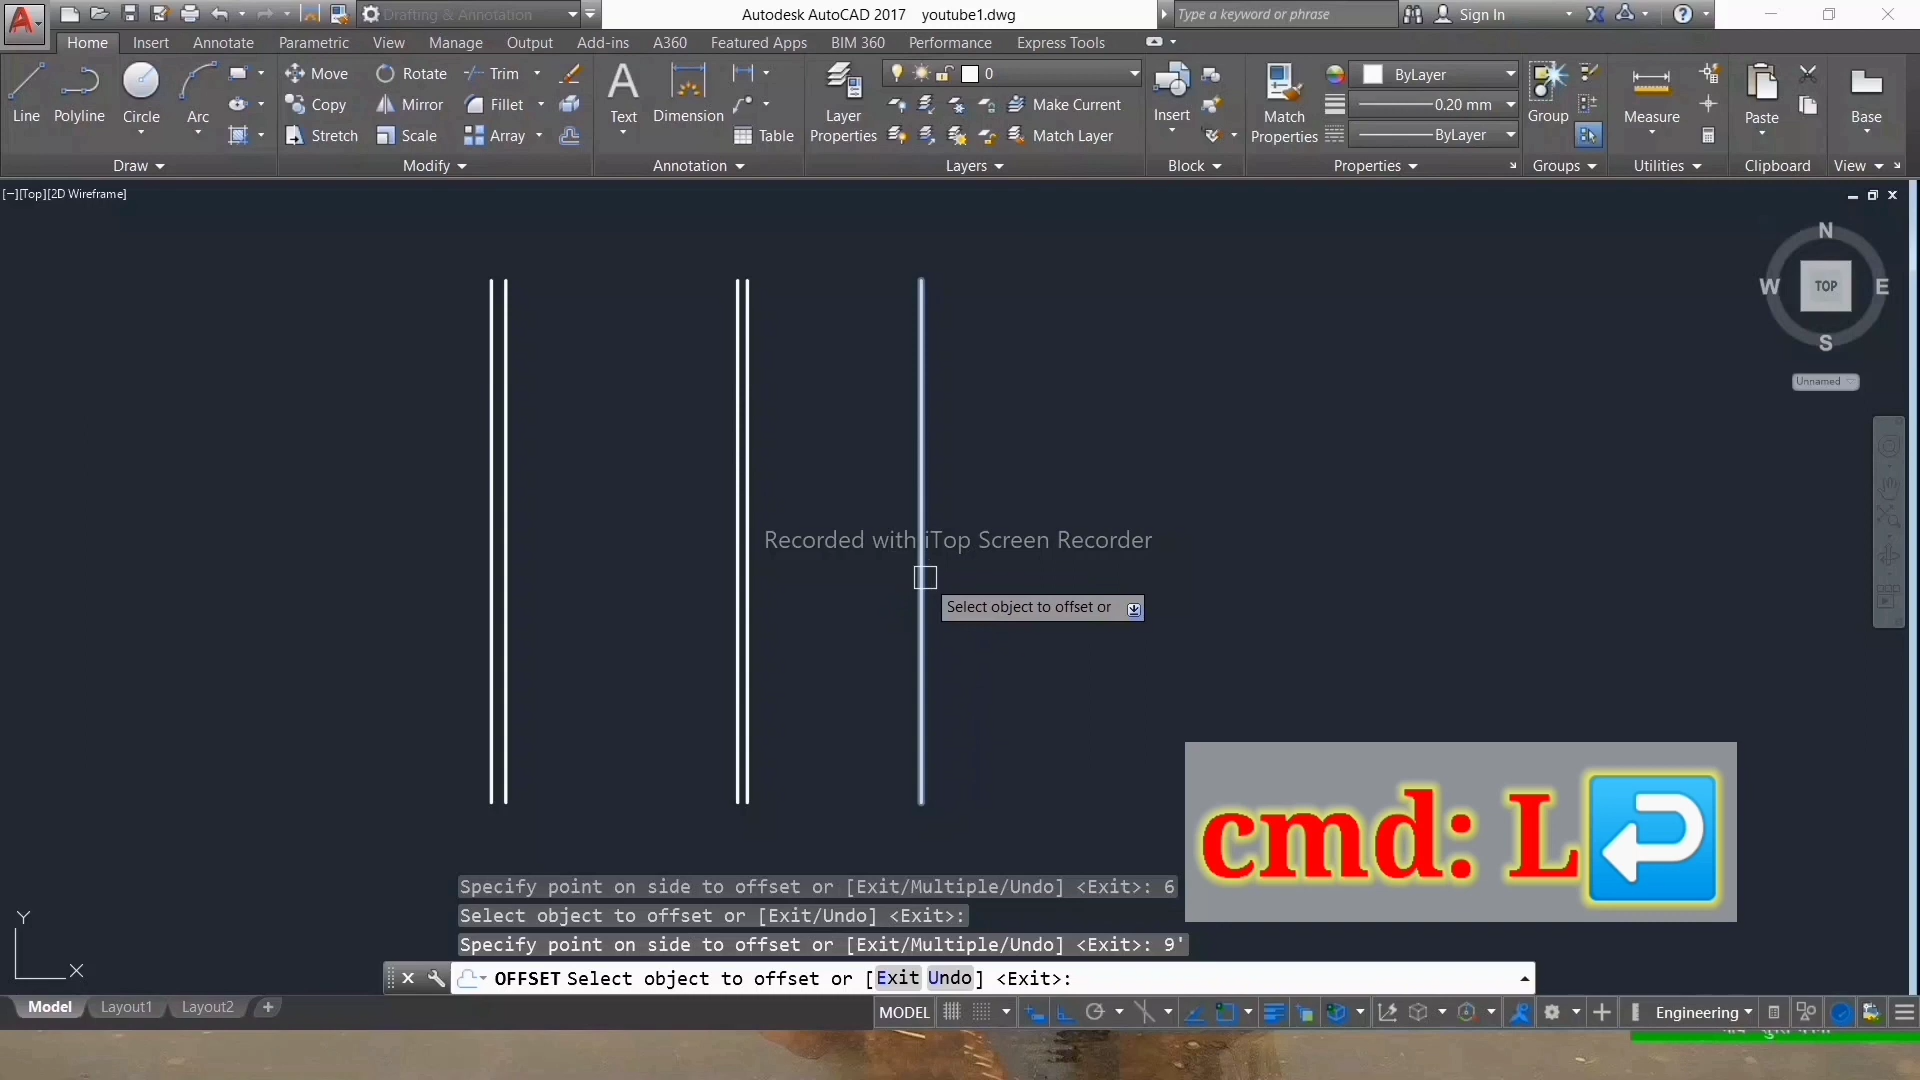 Drafting & Annotation
Autodesk AutoCAD 2017 youtube1.dwg
Type a keyword or phrase
Sign In
Home Insert Annotate Parametric View Manage Output Add-ins A360 Featured Apps BIM 360 Performance Express Tools
Move Rotate Trim
0
ByLayer
Copy Mirror Fillet
Make Current
0.20 mm
Line Polyline Circle Arc
Text Dimension
Layer Properties
Insert
Match Properties
Group Measure Paste Base
Stretch Scale Array
Table
Match Layer
ByLayer
Draw Modify Annotation Layers Block Properties Groups Utilities Clipboard View
[−][Top][2D Wireframe]
N
W TOP E
S
Unnamed
Recorded with iTop Screen Recorder
Select object to offset or
cmd: L
Specify point on side to offset or [Exit/Multiple/Undo] <Exit>: 6
Select object to offset or [Exit/Undo] <Exit>:
Specify point on side to offset or [Exit/Multiple/Undo] <Exit>: 9'
Y
X
OFFSET Select object to offset or [Exit Undo] <Exit>:
Model Layout1 Layout2 +
MODEL
Engineering